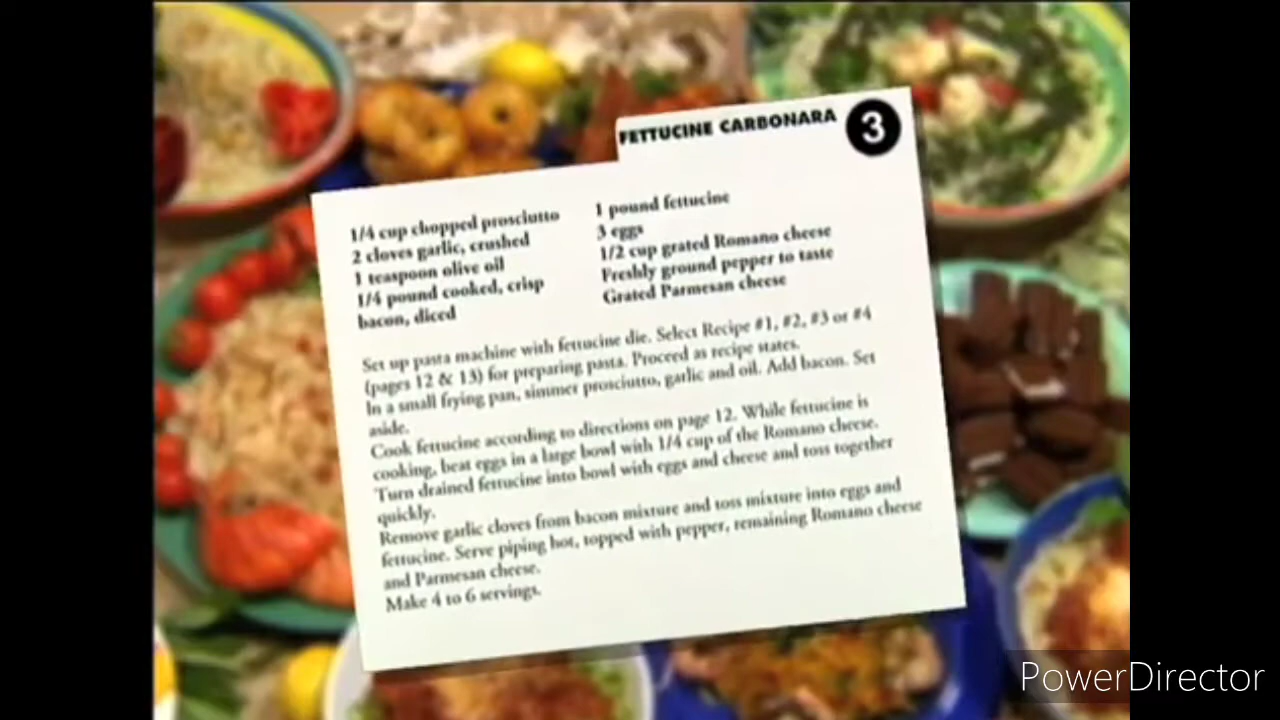 FETTUCINE CARBONARA
3
1/4 cup chopped prosciutto
2 cloves garlic, crushed
1 teaspoon olive oil
1/4 pound cooked, crisp
bacon, diced
1 pound fettucine
3 eggs
1/2 cup grated Romano cheese
Freshly ground pepper to taste
Grated Parmesan cheese
Set up pasta machine with fettucine die. Select Recipe #1, #2, #3 or #4
(pages 12 & 13) for preparing pasta. Proceed as recipe states.
In a small frying pan, simmer prosciutto, garlic and oil. Add bacon. Set
aside.
Cook fettucine according to directions on page 12. While fettucine is
cooking, beat eggs in a large bowl with 1/4 cup of the Romano cheese.
Turn drained fettucine into bowl with eggs and cheese and toss together
quickly.
Remove garlic cloves from bacon mixture and toss mixture into eggs and
fettucine. Serve piping hot, topped with pepper, remaining Romano cheese
and Parmesan cheese.
Make 4 to 6 servings.
PowerDirector